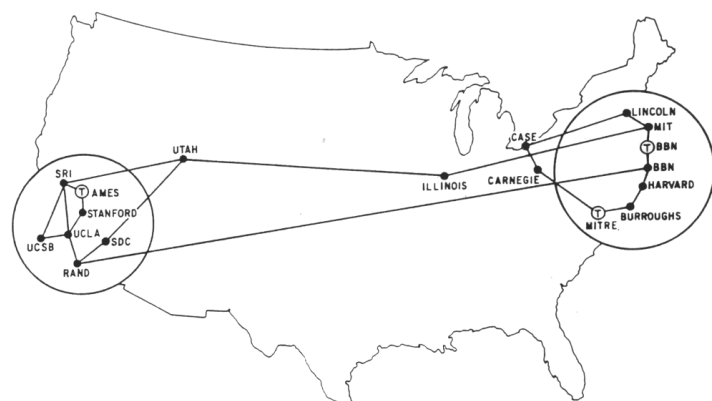 LINCOLN
MIT
CASE
T BBN
UTAH
BBN
SRI
CARNEGIE
ILLINOIS
HARVARD
T AMES
STANFORD
T
BURROUGHS
MITRE
UCLA
SDC
UCSB
RAND